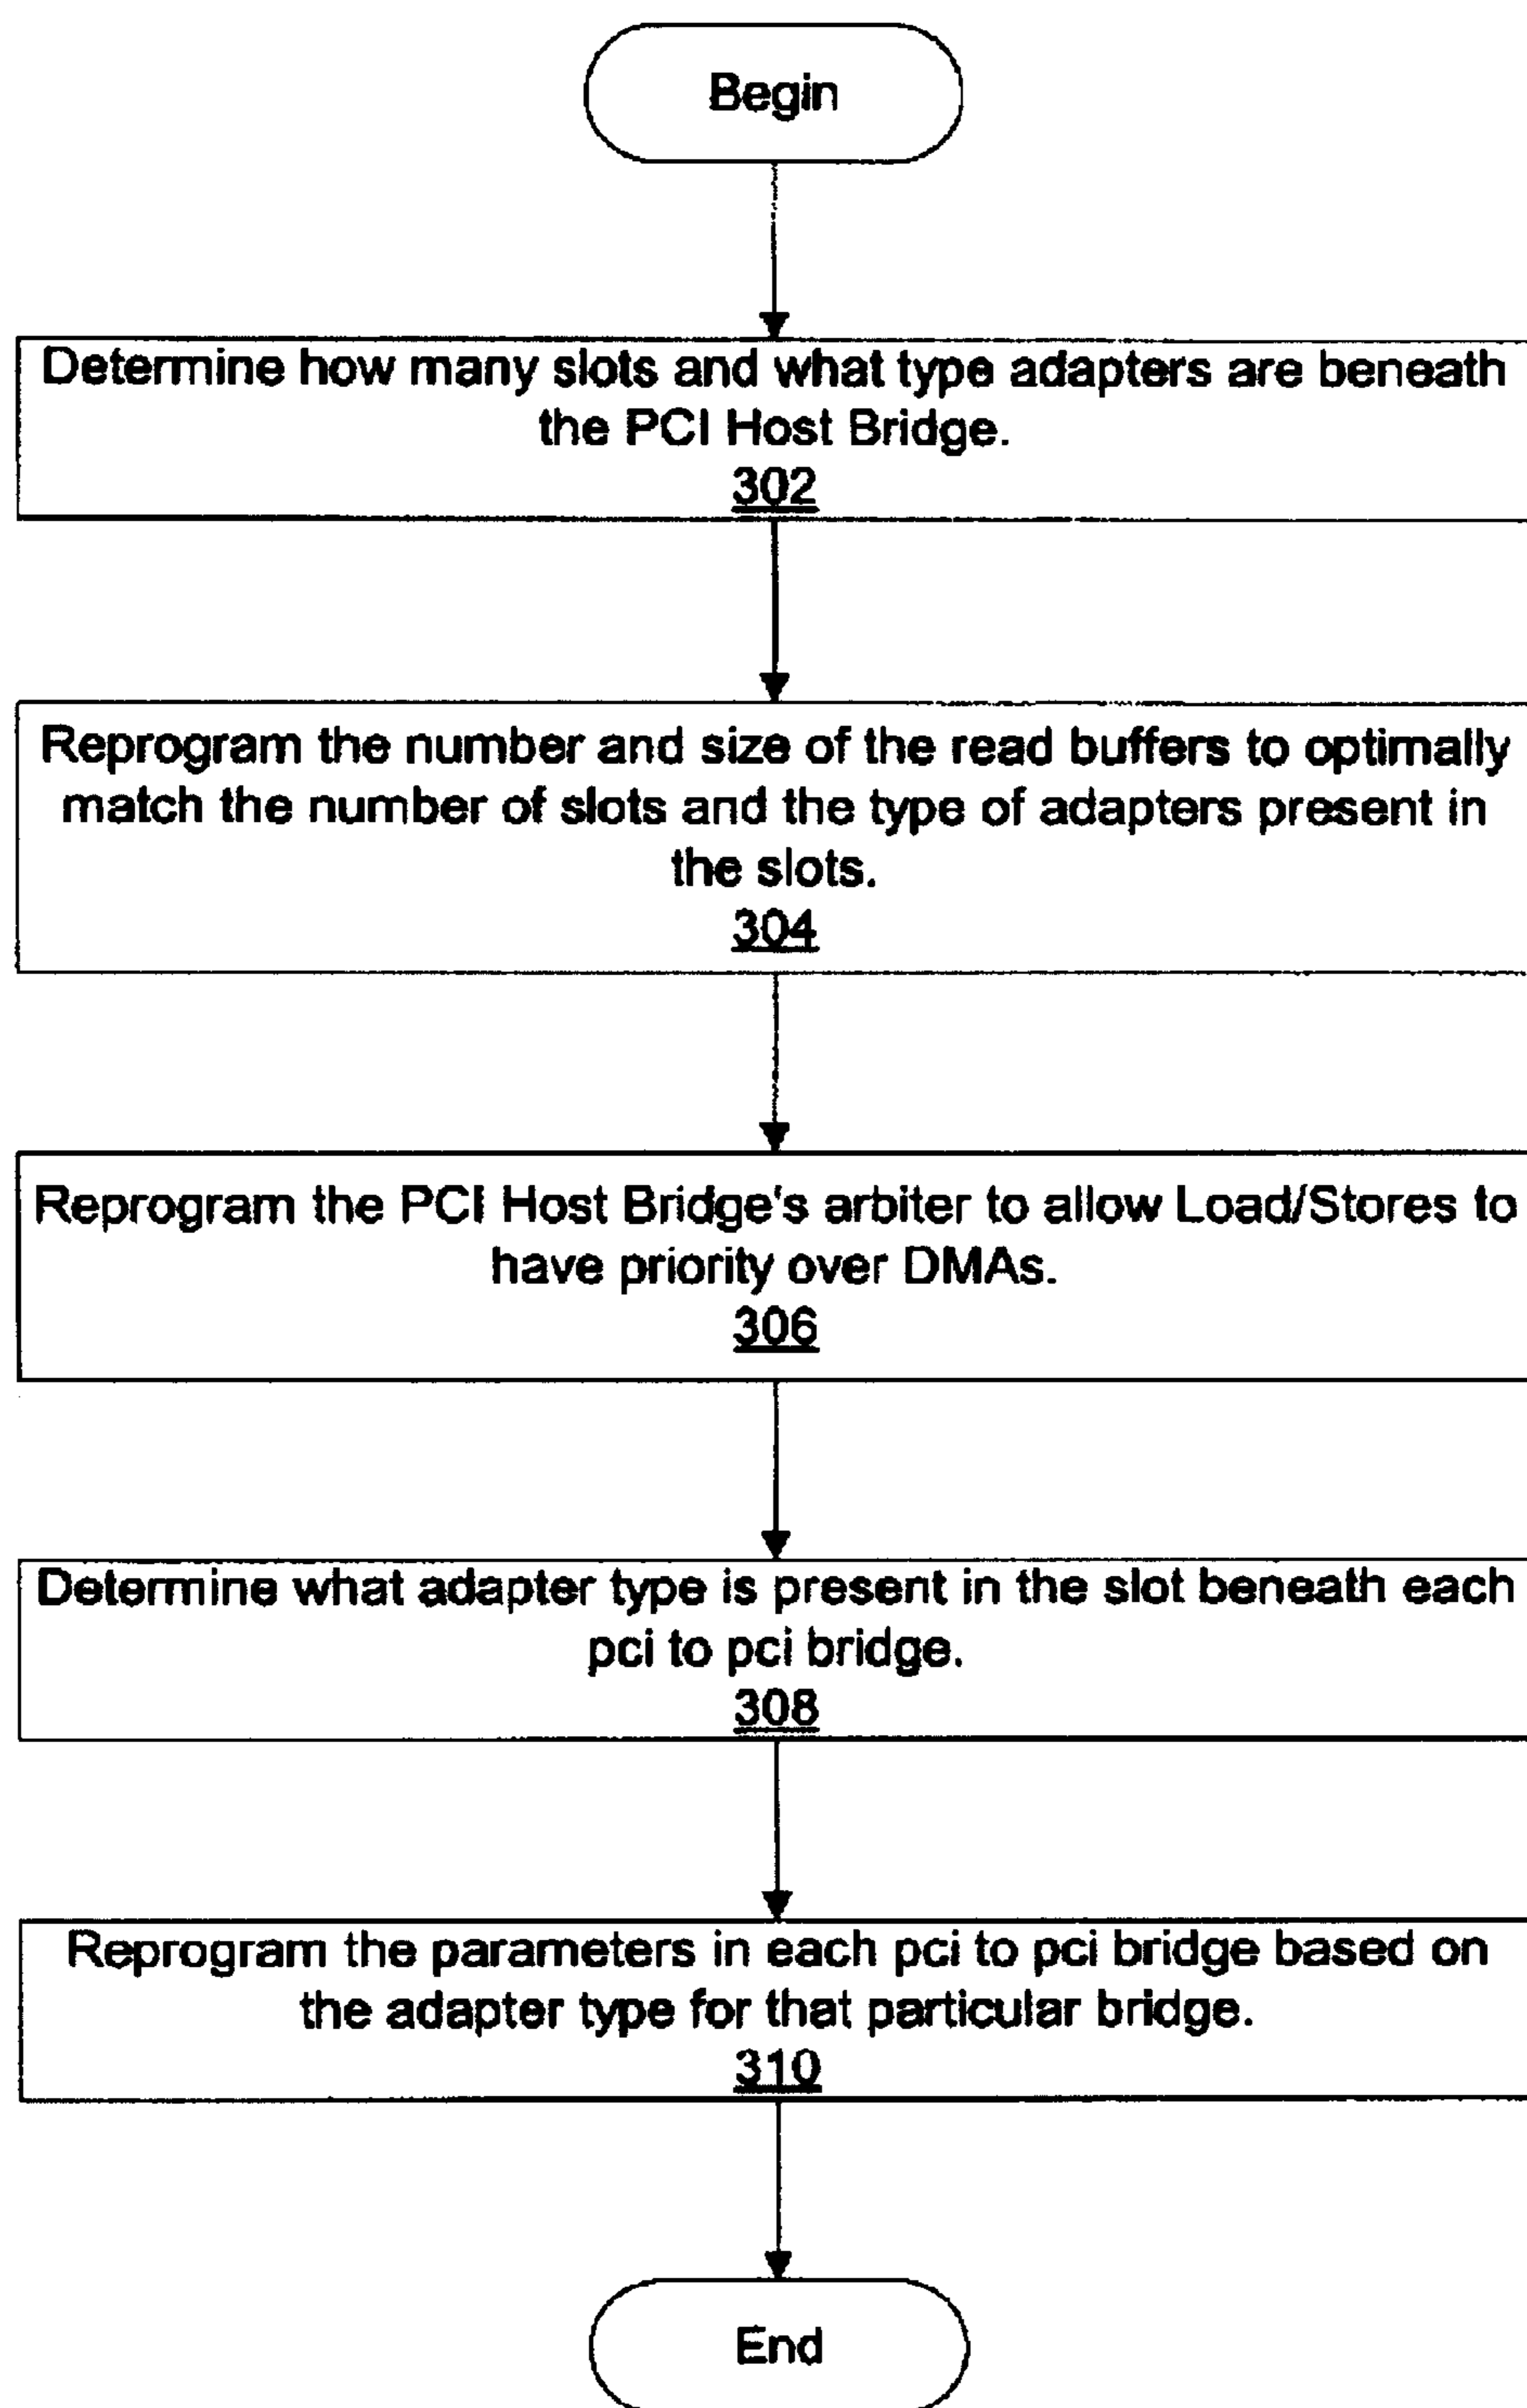 Begin
Determine how many slots and what type adapters are beneath
the PCI Host Bridge.
302
Reprogram the number and size of the read buffers to optimally
match the number of slots and the type of adapters present in
the slots.
304
Reprogram the PCI Host Bridge's arbiter to allow Load/Stores to
have priority over DMAs.
306
Determine what adapter type is present in the slot beneath each
pci to pci bridge.
308
Reprogram the parameters in each pci to pci bridge based on
the adapter type for that particular bridge.
310
End